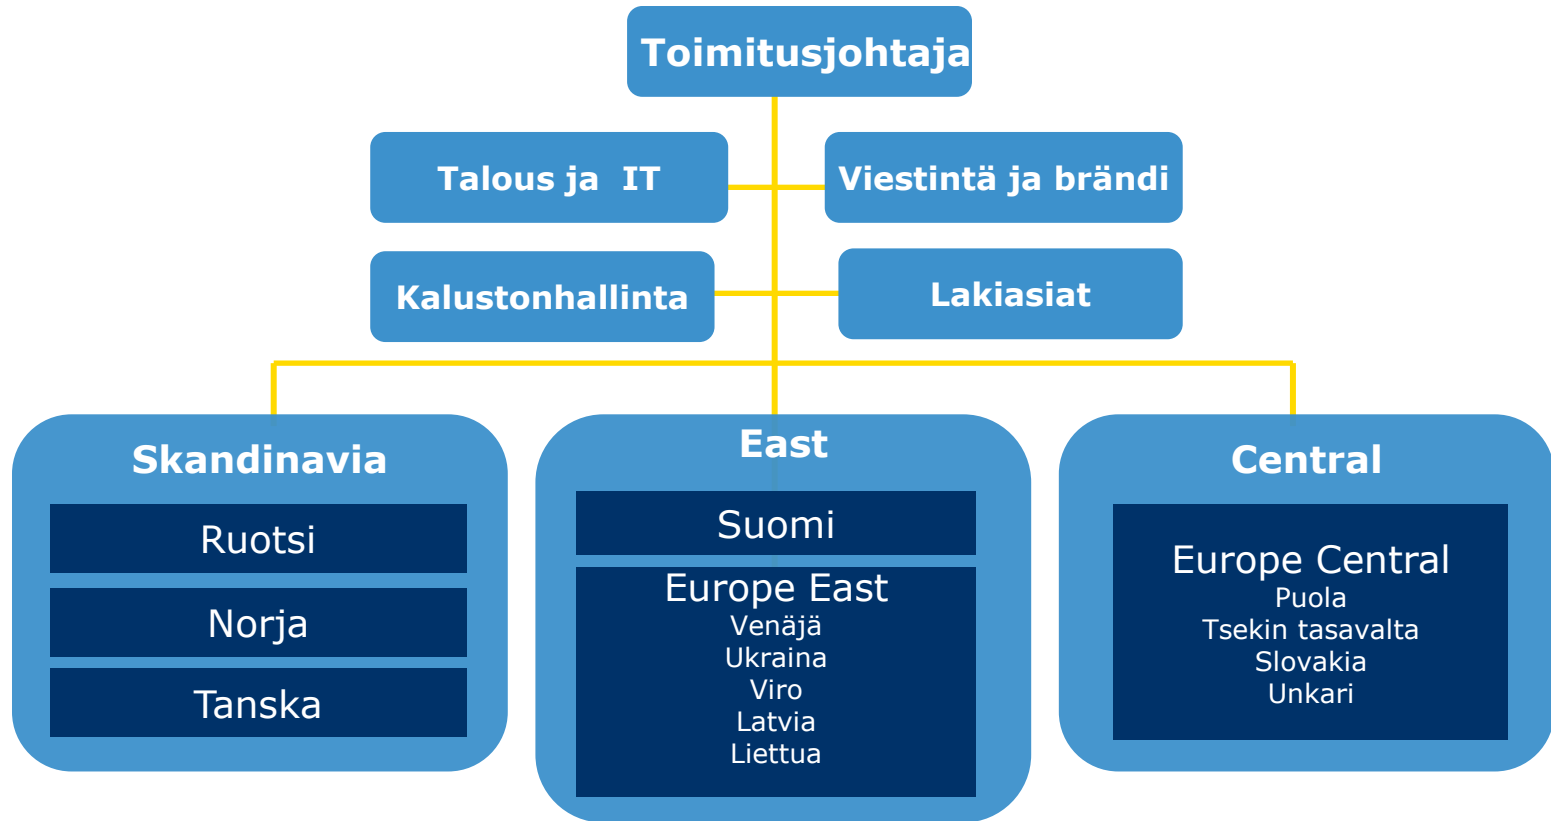 Toimitusjohtaja
Talous ja  IT
Viestintä ja brändi
Kalustonhallinta
Lakiasiat
Skandinavia
Ruotsi
Norja
Tanska
East
Suomi
Europe East
Venäjä
Ukraina
Viro
Latvia
Liettua
Central
Europe Central
Puola
Tsekin tasavalta
Slovakia
Unkari